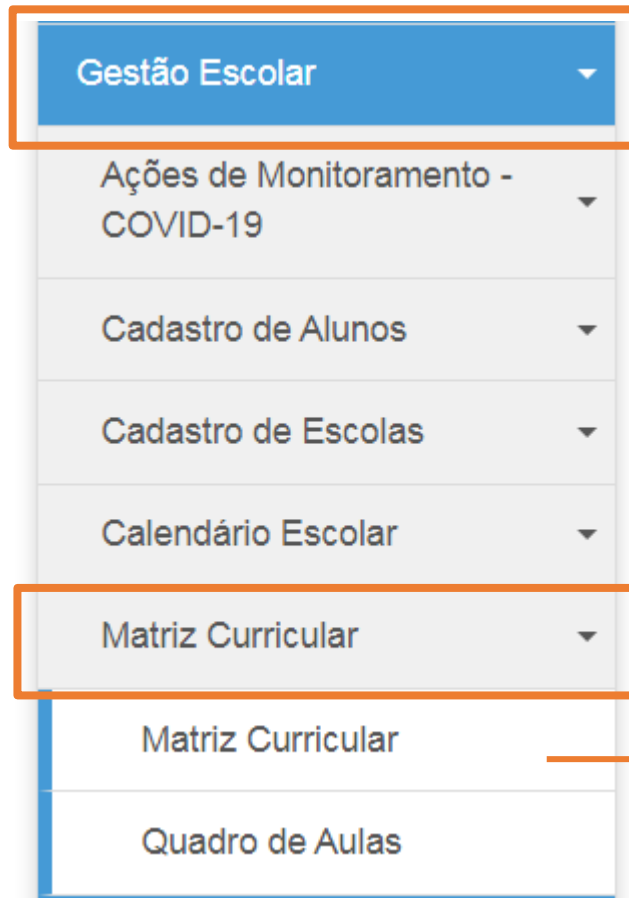 Gestão Escolar
Ações de Monitoramento -
COVID-19
Cadastro de Alunos
Cadastro de Escolas
Calendário Escolar
Matriz Curricular
Matriz Curricular
Quadro de Aulas